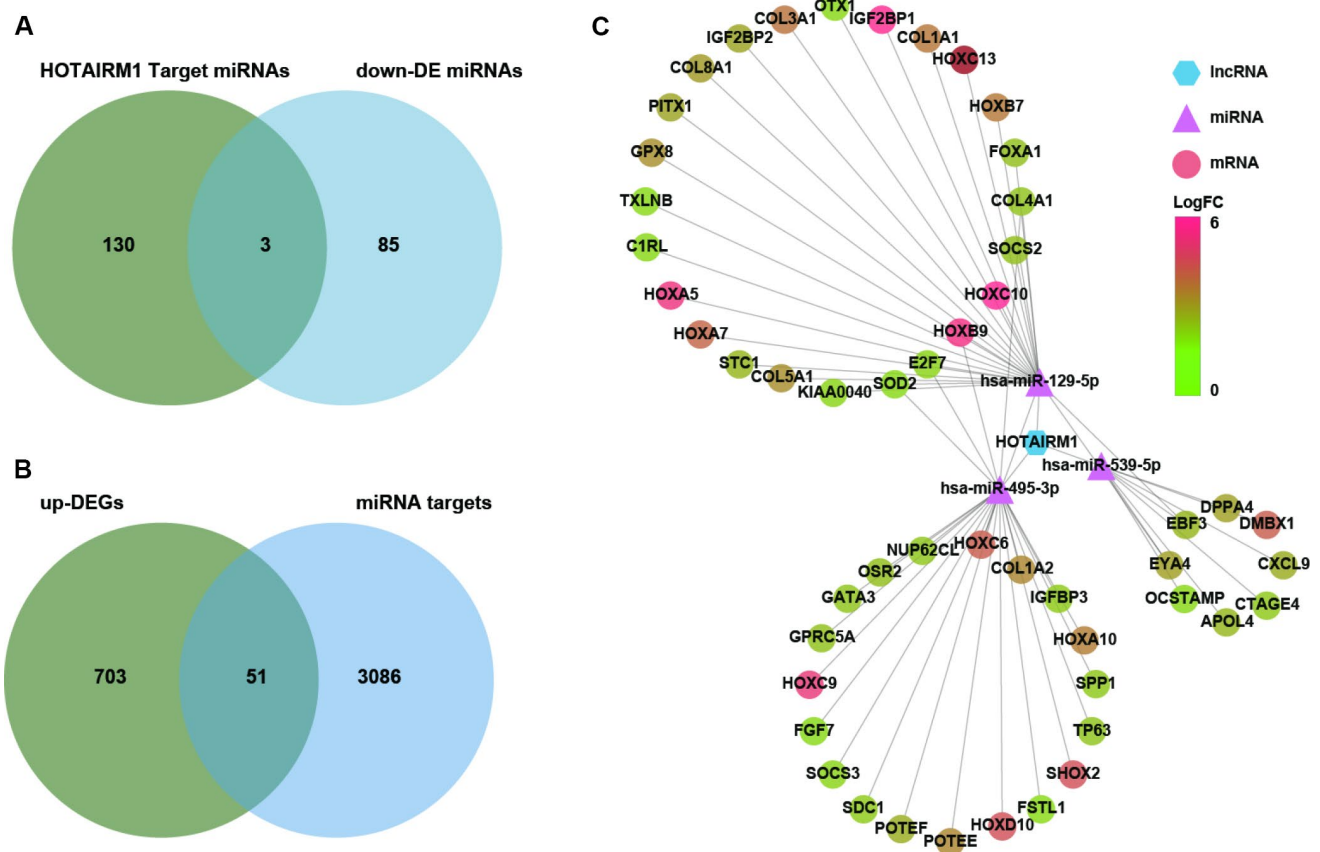 A
HOTAIRM1 Target miRNAs
down-DE miRNAs
130
3
85
B
up-DEGs
miRNA targets
703
51
3086
C
OTX1
COL3A1
IGF2BP1
IGF2BP2
COL1A1
COL8A1
HOXC13
PITX1
HOXB7
GPX8
FOXA1
TXLNB
COL4A1
C1RL
SOCS2
HOXA5
HOXC10
HOXA7
HOXB9
STC1
E2F7
COL5A1
SOD2
KIAA0040
hsa-miR-129-5p
HOTAIRM1
hsa-miR-539-5p
hsa-miR-495-3p
DPPA4
EBF3
DMBX1
NUP62CL
HOXC6
OSR2
COL1A2
EYA4
CXCL9
GATA3
IGFBP3
OCSTAMP
CTAGE4
APOL4
GPRC5A
HOXA10
HOXC9
SPP1
FGF7
TP63
SOCS3
SHOX2
SDC1
FSTL1
POTEF
HOXD10
POTEE
lncRNA
miRNA
mRNA
LogFC
6
0